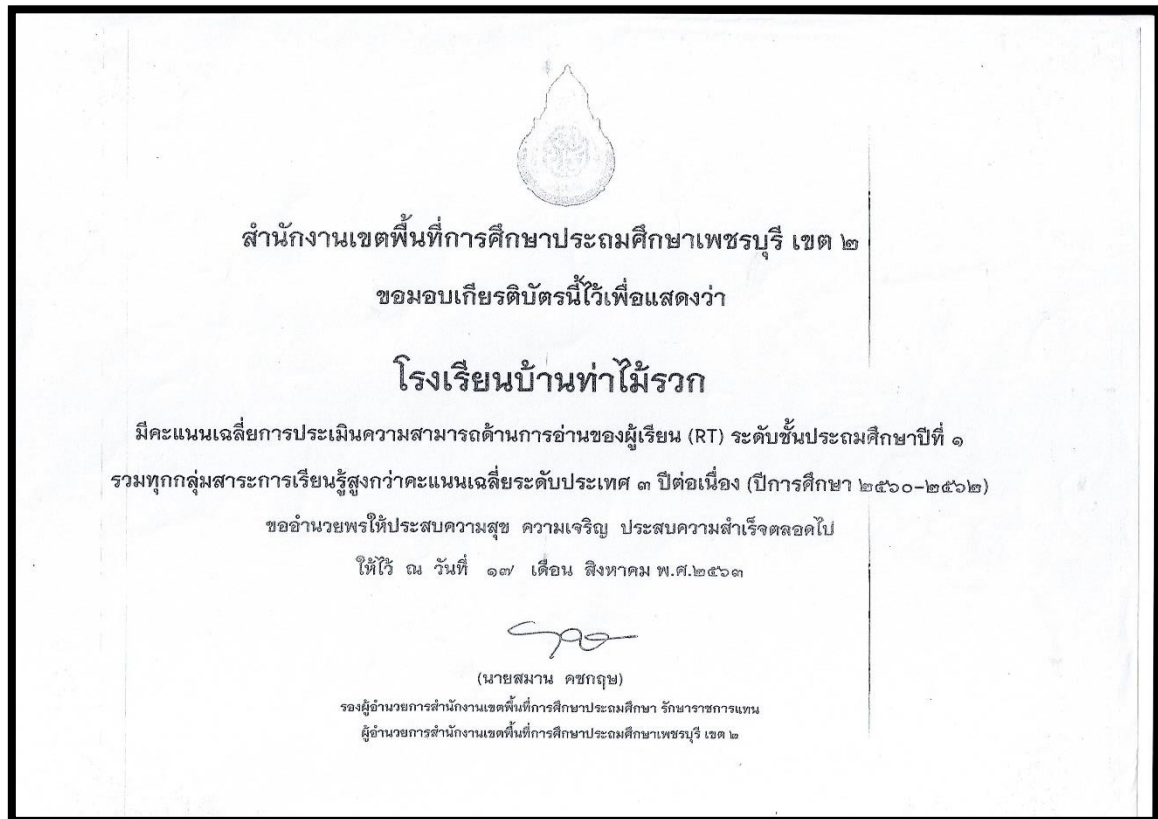 สำนักงานเขตพื้นที่การศึกษาประถมศึกษาเพชรบุรี เขต ๒
ขอมอบเกียรติบัตรนี้ไว้เพื่อแสดงว่า
โรงเรียนบ้านท่าไม้รวก
มีคะแนนเฉลี่ยการประเมินความสามารถด้านการอ่านของผู้เรียน (RT) ระดับชั้นประถมศึกษาปีที่ ๑
รวมทุกกลุ่มสาระการเรียนรู้สูงกว่าคะแนนเฉลี่ยระดับประเทศ ๓ ปีต่อเนื่อง (ปีการศึกษา ๒๕๖๐-๒๕๖๒)
ขออำนวยพรให้ประสบความสุข ความเจริญ ประสบความสำเร็จตลอดไป
ให้ไว้ ณ วันที่ ๑๗ เดือน สิงหาคม พ.ศ.๒๕๖๓
(นายสมาน คชกฤษ)
รองผู้อำนวยการสำนักงานเขตพื้นที่การศึกษาประถมศึกษา รักษาราชการแทน
ผู้อำนวยการสำนักงานเขตพื้นที่การศึกษาประถมศึกษาเพชรบุรี เขต ๒